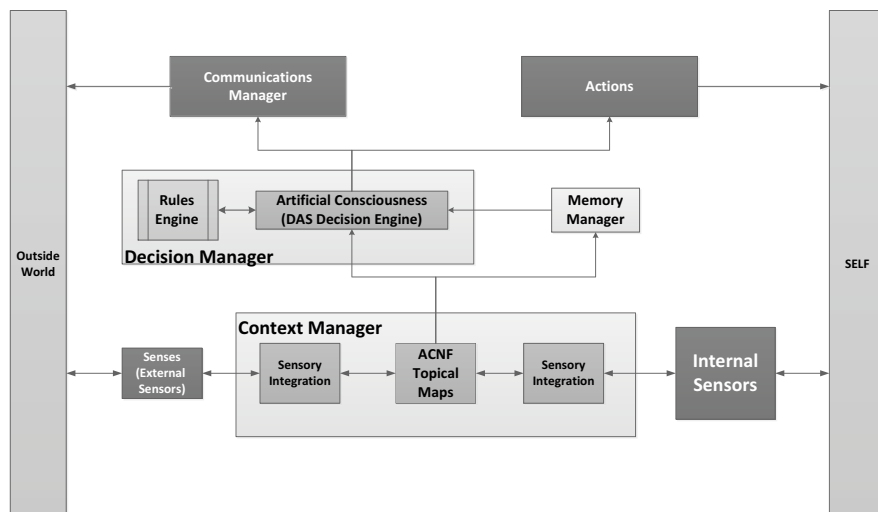 Communications
Manager
Actions
Rules
Engine
Artificial Consciousness
(DAS Decision Engine)
Memory
Manager
Decision Manager
Outside
World
SELF
Context Manager
Senses
(External
Sensors)
Sensory
Integration
ACNF
Topical
Maps
Sensory
Integration
Internal
Sensors